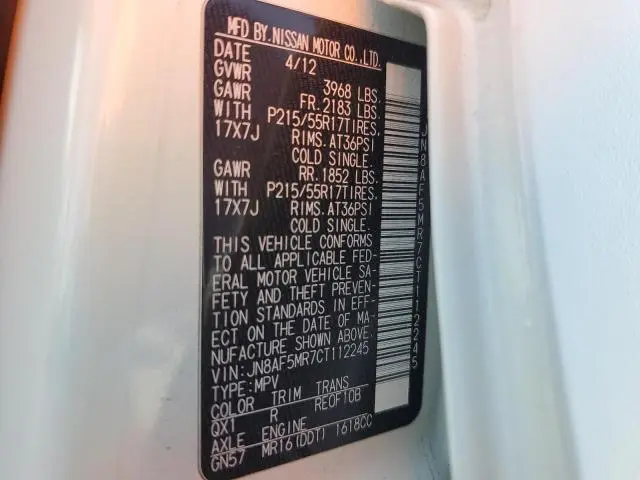 MFD BY.NISSAN MOTOR CO.,LTD.
DATE 4/12
GVWR 3968 LBS.
GAWR FR.2183 LBS.
WITH P215/55R17TIRES,
17X7J RIMS.AT36PSI
COLD SINGLE.
GAWR RR.1852 LBS.
WITH P215/55R17TIRES,
17X7J RIMS.AT36PSI
COLD SINGLE.
THIS VEHICLE CONFORMS
TO ALL APPLICABLE FED-
ERAL MOTOR VEHICLE SA-
FETY AND THEFT PREVEN-
TION STANDARDS IN EFF-
ECT ON THE DATE OF MA-
NUFACTURE SHOWN ABOVE.
VIN:JN8AF5MR7CT112245
TYPE:MPV
COLOR TRIM TRANS
QX1 R RE0F10B
AXLE ENGINE
GN57 MR16(DDT) 1618CC
JN8AF5MR7CT112245